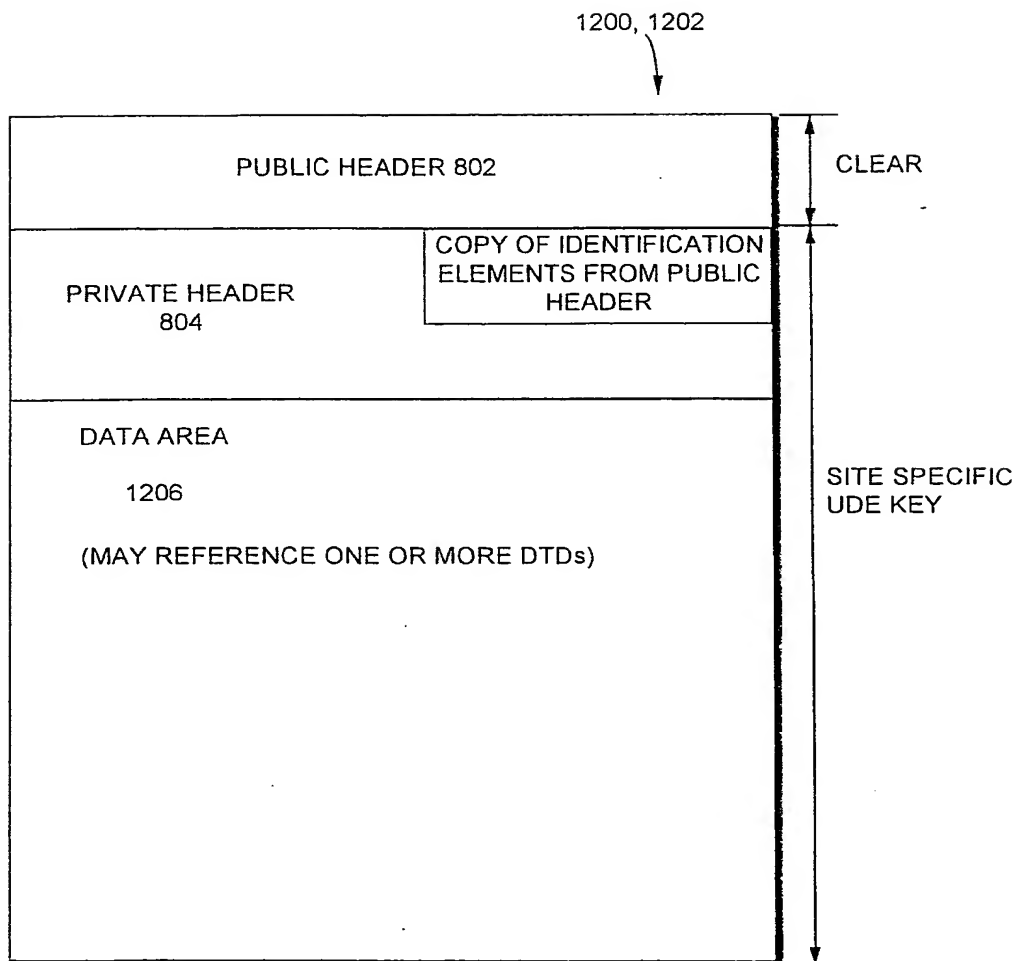 1200, 1202
PUBLIC HEADER 802
CLEAR
COPY OF IDENTIFICATION
ELEMENTS FROM PUBLIC
HEADER
PRIVATE HEADER
804
DATA AREA
1206
(MAY REFERENCE ONE OR MORE DTDs)
SITE SPECIFIC
UDE KEY